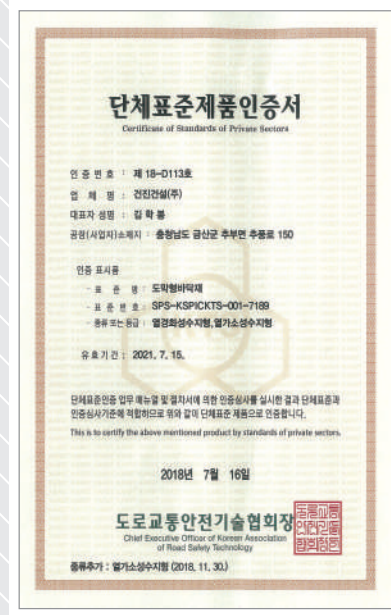 단체표준제품인증서
Certificate of Standards of Private Sectors
인 증 번 호 : 제 18-D113호
업 체 명 : 건진건설(주)
대표자 성명 : 김 학 봉
공장(사업자)소재지 : 충청남도 금산군 추부면 추풍로 150
인증 표시품
- 표 준 명 : 도막형바닥재
- 표 준 번 호 : SPS-KSPICKTS-001-7189
- 종류 또는 등급 : 열경화성수지형,열가소성수지형
유 효 기 간 : 2021. 7. 15.
단체표준인증 업무 매뉴얼 및 절차서에 의한 인증심사를 실시한 결과 단체표준과
인증심사기준에 적합하므로 위와 같이 단체표준 제품으로 인증합니다.
This is to certify the above mentioned product by standards of private sectors.
2018년 7월 16일
도로교통안전기술협회장
Chief Executive Officer of Korean Association
of Road Safety Technology
종류추가 : 열가소성수지형 (2018. 11. 30.)